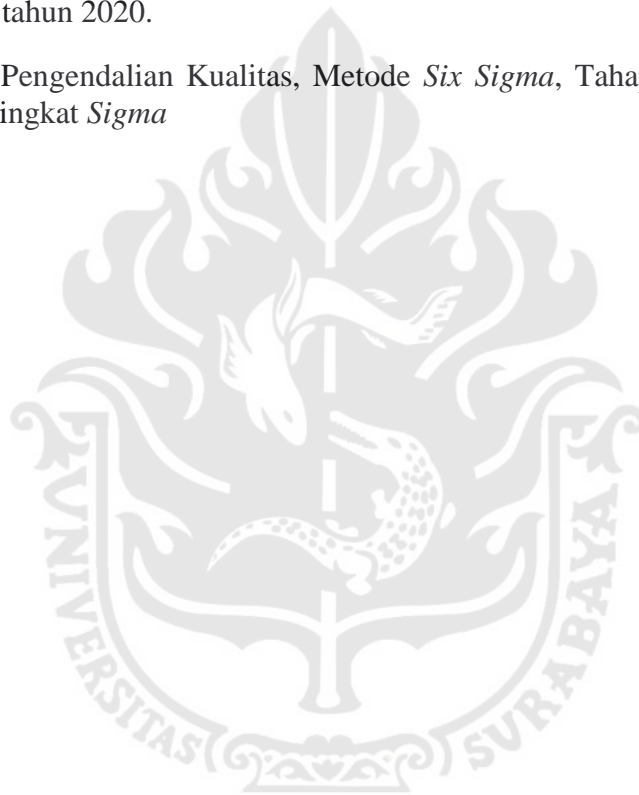 tahun 2020.
Pengendalian Kualitas, Metode Six Sigma, Taha
ingkat Sigma
UNIVERSITAS SURABAYA